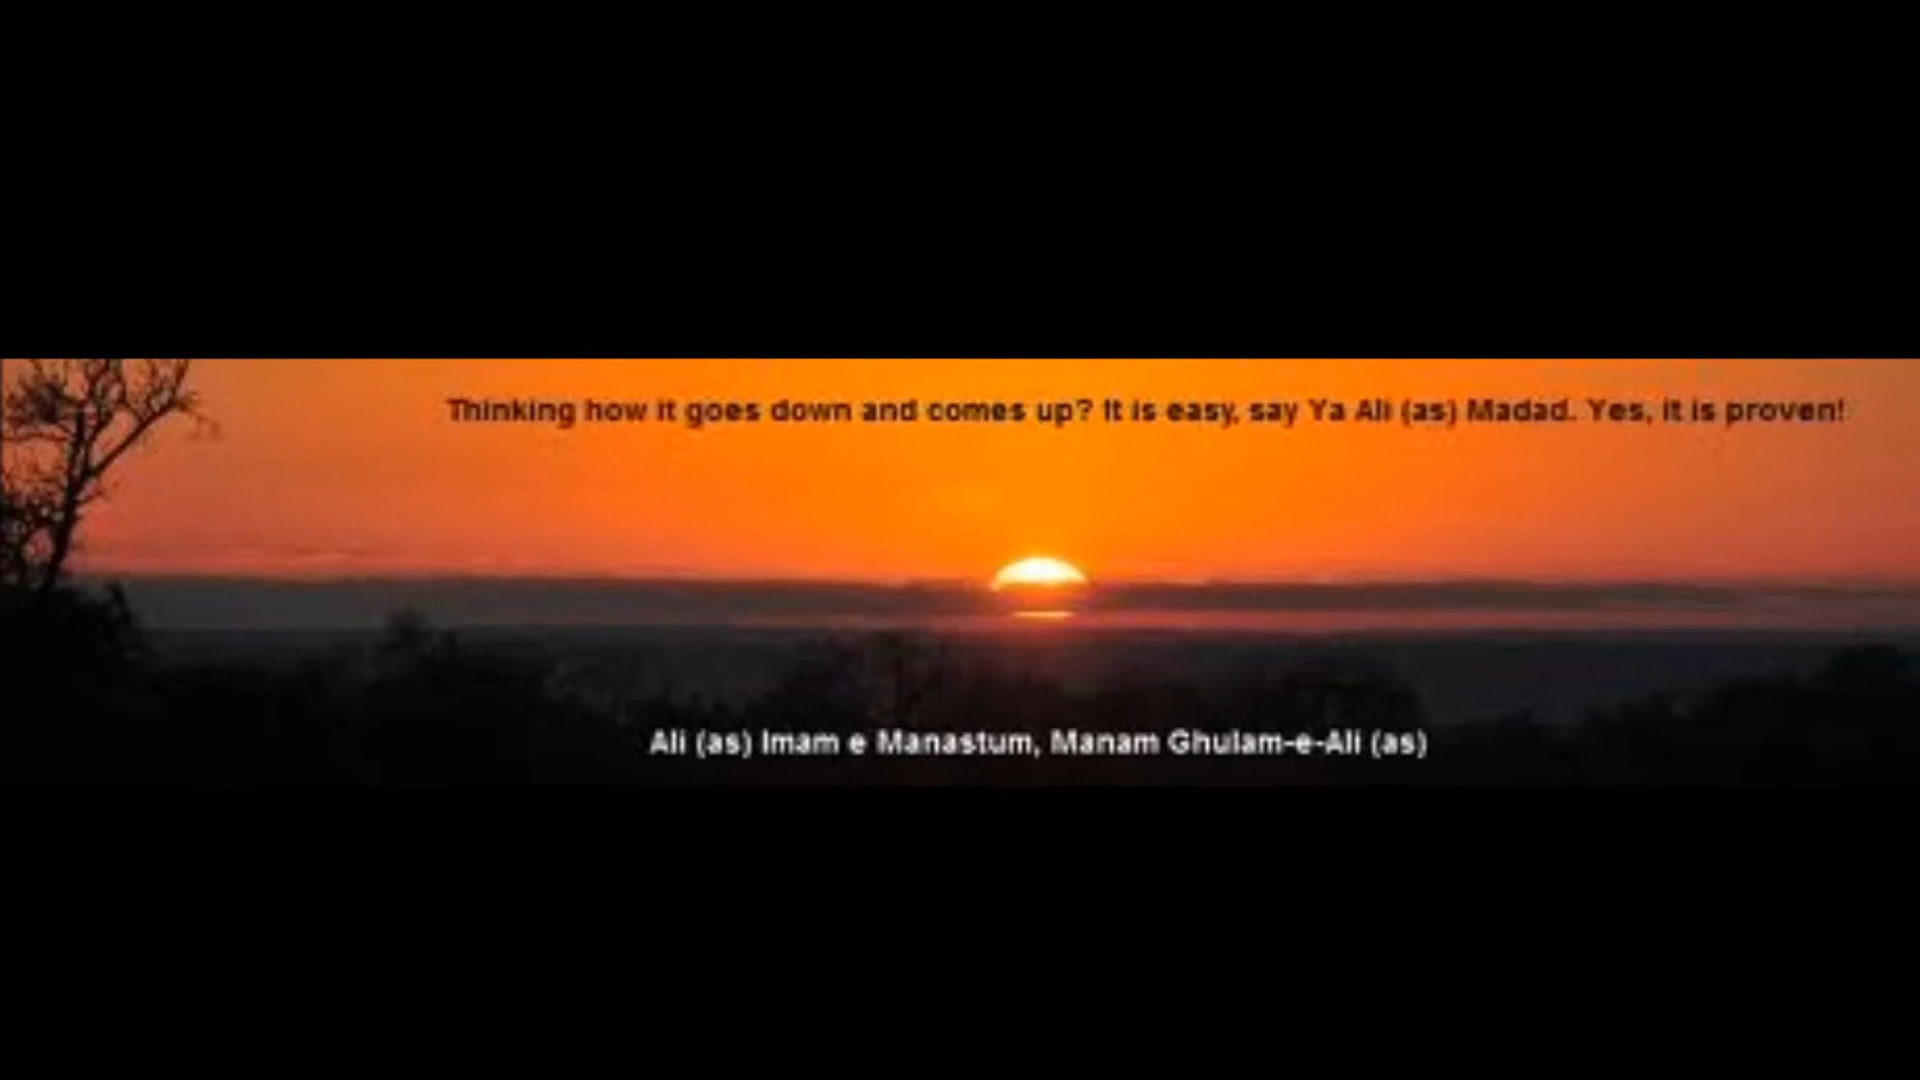 Thinking how it goes down and comes up? It is easy, say Ya Ali (as) Madad. Yes, it is proven!
Ali (as) Imam e Manastum, Manam Ghulam-e-Ali (as)